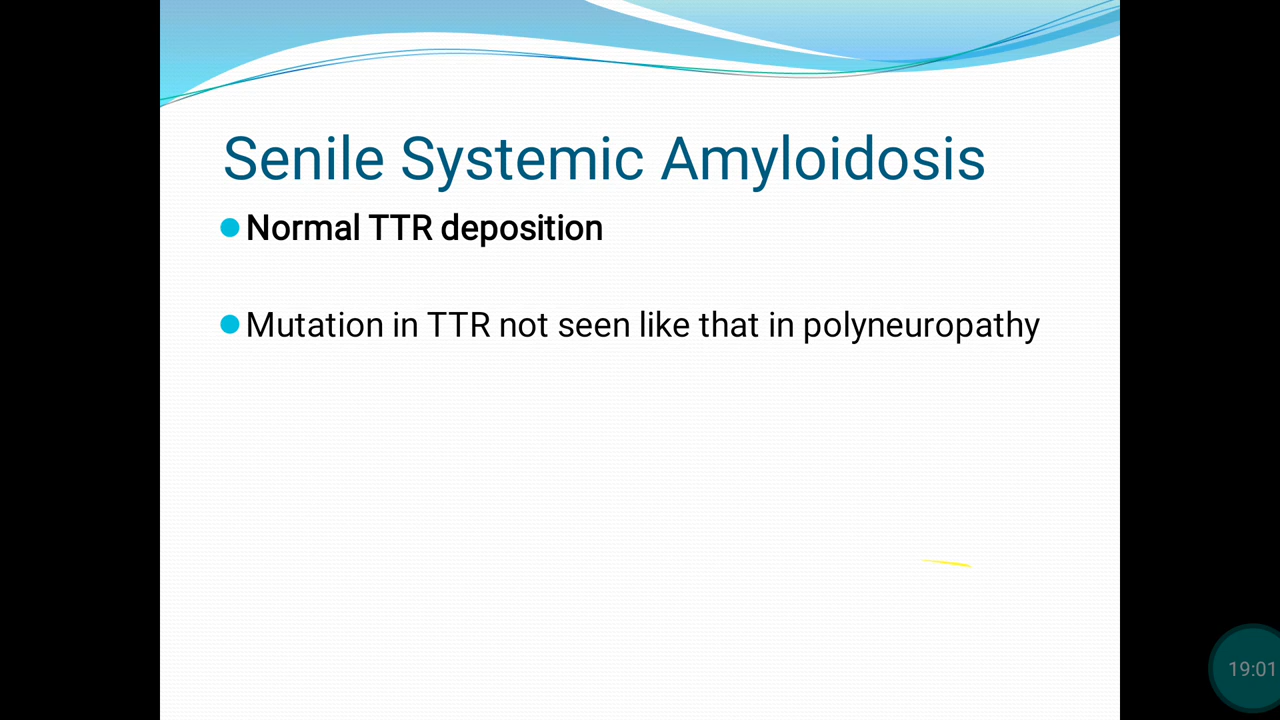 Senile Systemic Amyloidosis
Normal TTR deposition
Mutation in TTR not seen like that in polyneuropathy
19:01